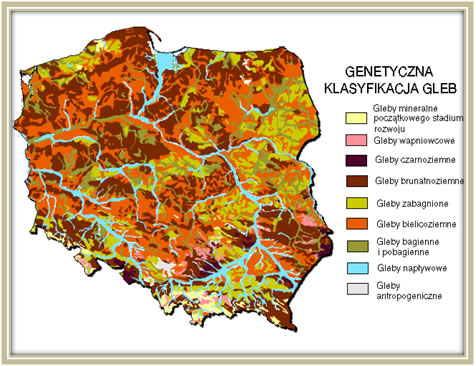 GENETYCZNA
KLASYFIKACJA GLEB
Gleby mineralne
początkowego stadium
rozwoju
Gleby wapniowcowe
Gleby czarnoziemne
Gleby brunatnoziemne
Gleby zabagnione
Gleby bielicoziemne
Gleby bagienne
i pobagienne
Gleby napływowe
Gleby
antropogeniczne